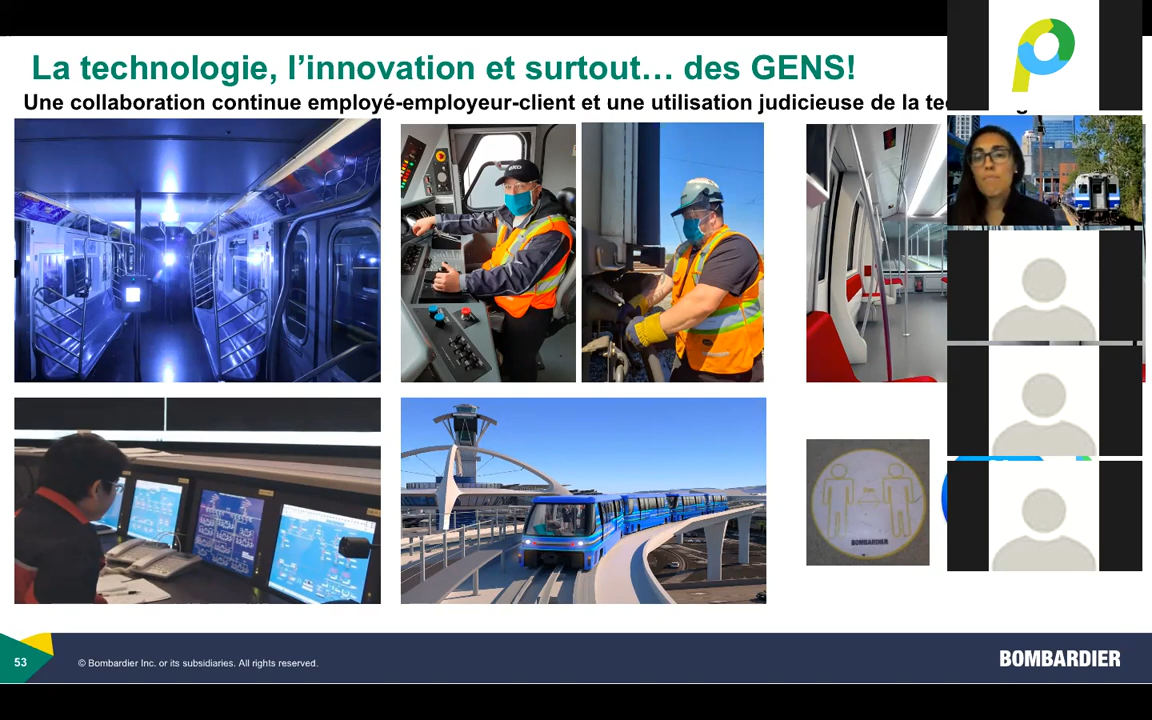 La technologie, l’innovation et surtout… des GENS!
Une collaboration continue employé-employeur-client et une utilisation judicieuse de la
BOMBARDIER
53
© Bombardier Inc. or its subsidiaries. All rights reserved.
BOMBARDIER